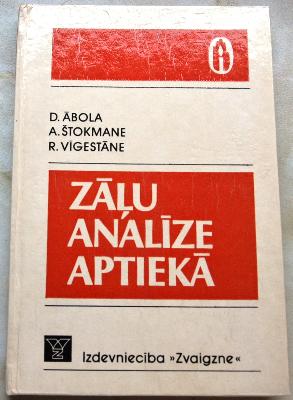 D. ĀBOLA
A. ŠTOKMANE
R. VĪGESTĀNE
ZĀĻU
ANALĪZE
APTIEKĀ
Izdevniecība »Zvaigzne«